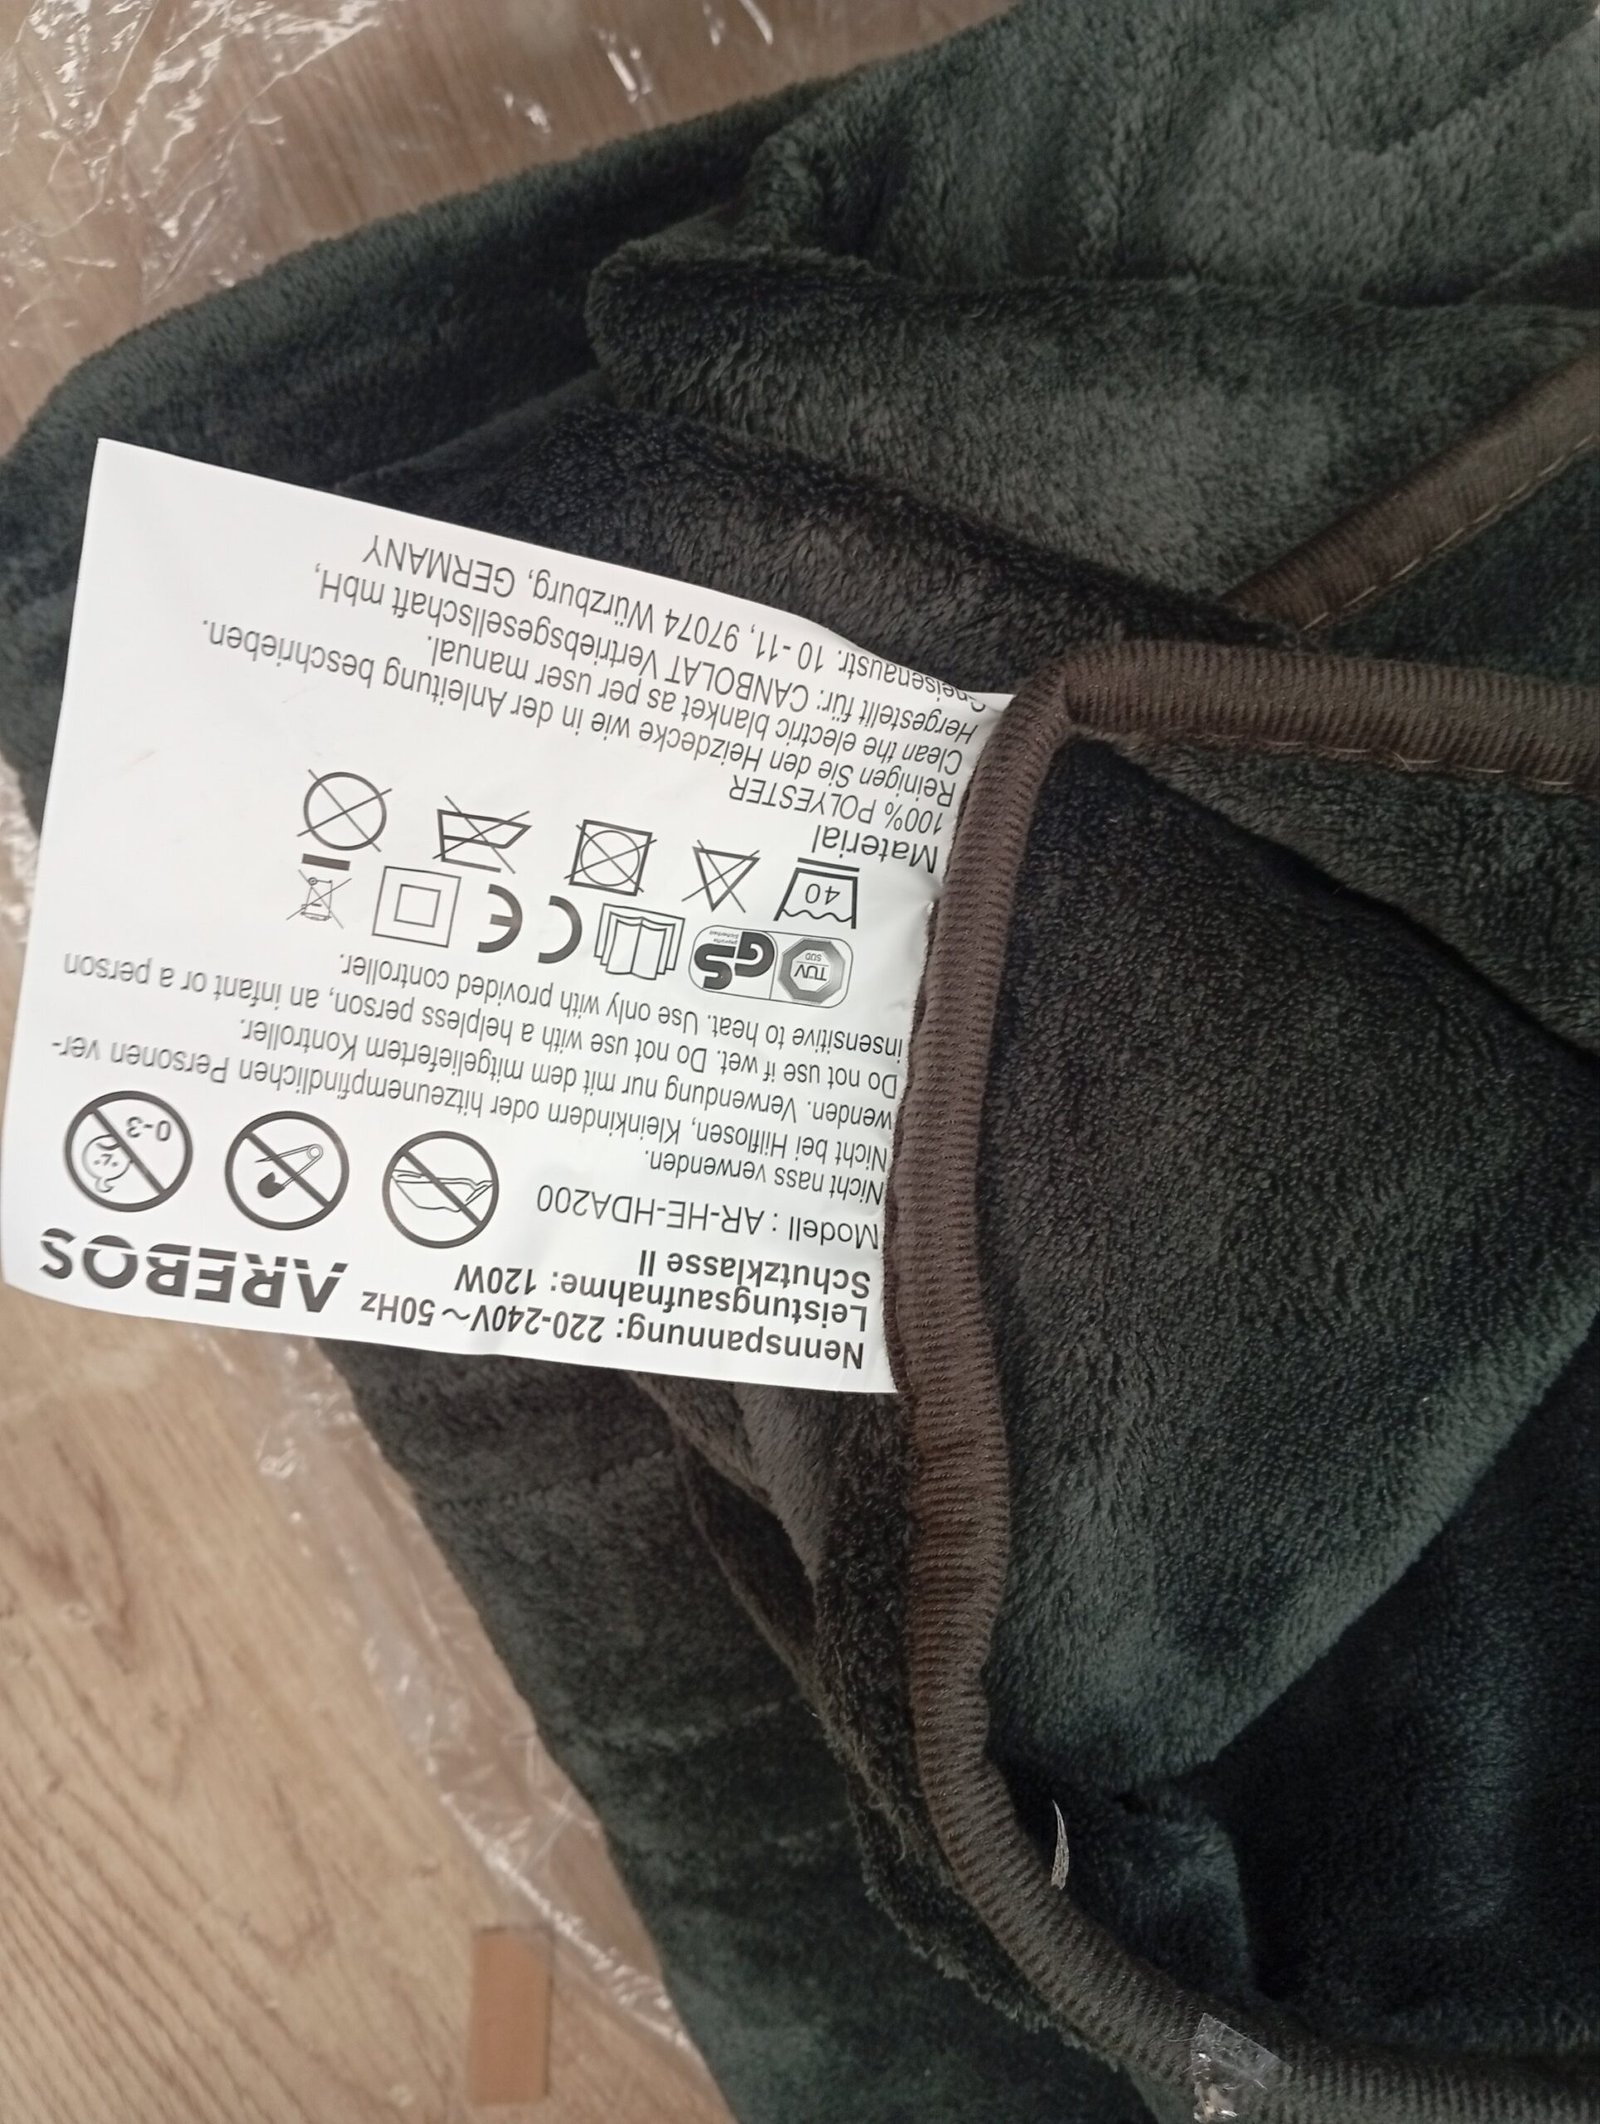 Nennspannung: 220-240V~50Hz
Leistungsaufnahme: 120W
Schutzklasse II
AREBOS
Modell : AR-HE-HDA200
0-3
Nicht nass verwenden.
Nicht bei Hilflosen, Kleinkindern oder hitzeunempfindlichen Personen ver-
wenden. Verwendung nur mit dem mitgeliefertem Kontroller.
Do not use if wet. Do not use with a helpless person, an infant or a person
insensitive to heat. Use only with provided controller.
TÜV
SÜD
GS
geprüfte
Sicherheit
CE
40
Material
100% POLYESTER
Reinigen Sie den Heizdecke wie in der Anleitung beschrieben.
Clean the electric blanket as per user manual.
Hergestellt für: CANBOLAT Vertriebsgesellschaft mbH,
Gneisenaustr. 10 -11, 97074 Würzburg, GERMANY